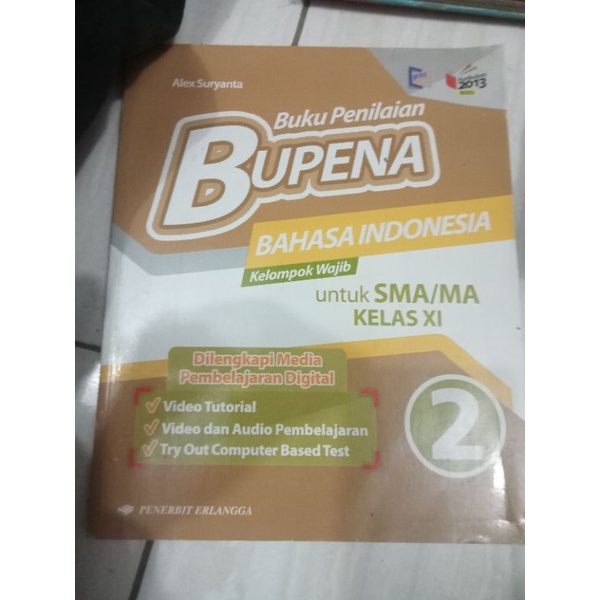 Alex Suryanta
Kurikulum
2013
Buku Penilaian
BUPENA
BAHASA INDONESIA
Kelompok Wajib
untuk SMA/MA
KELAS XI
Dilengkapi Media
Pembelajaran Digital
Video Tutorial
Video dan Audio Pembelajaran
Try Out Computer Based Test
2
PENERBIT ERLANGGA